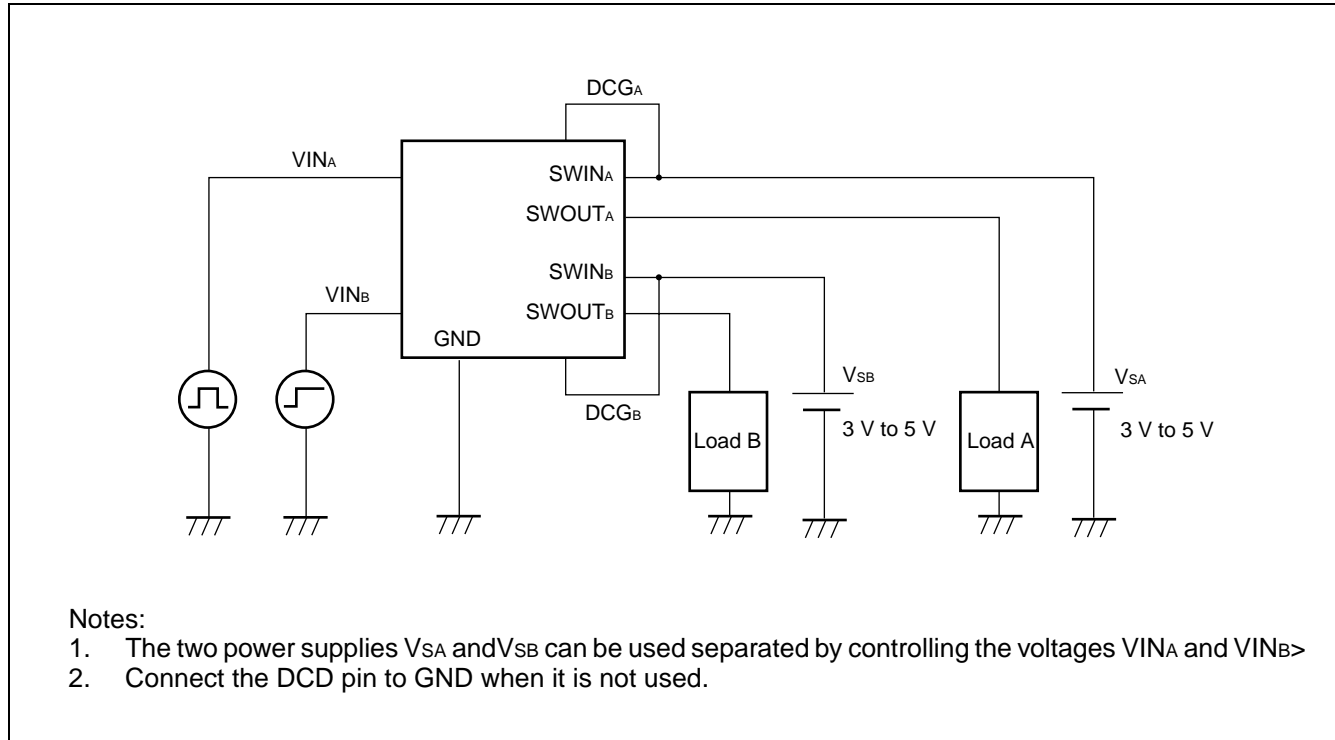 DCGA
VINA
SWINA
SWOUTA
SWINB
VINB
SWOUTB
GND
DCGB
VSB
3 V to 5 V
Load B
VSA
3 V to 5 V
Load A
Notes:
1. The two power supplies VSA andVSB can be used separated by controlling the voltages VINA and VINB>
2. Connect the DCD pin to GND when it is not used.